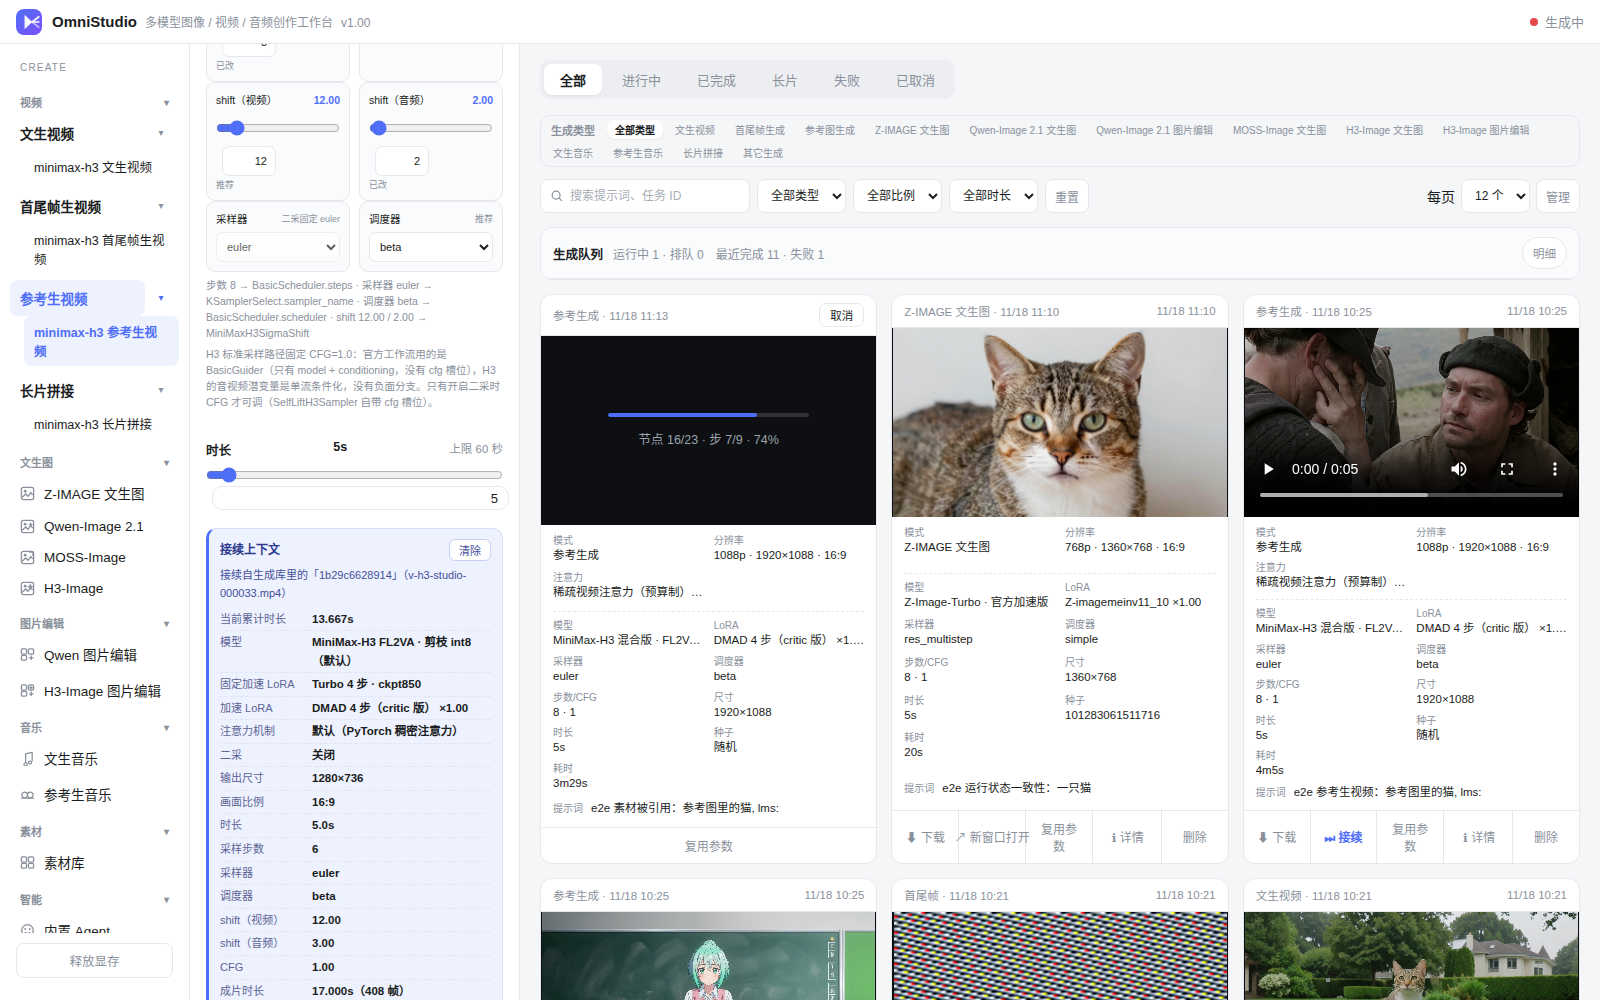 OmniStudio 多模型图像 / 视频 / 音频创作工作台 v1.00
生成中
CREATE
视频
文生视频
minimax-h3 文生视频
首尾帧生视频
minimax-h3 首尾帧生视
频
参考生视频
minimax-h3 参考生视
频
长片拼接
minimax-h3 长片拼接
文生图
Z-IMAGE 文生图
Qwen-Image 2.1
MOSS-Image
H3-Image
图片编辑
Qwen 图片编辑
H3-Image 图片编辑
音乐
文生音乐
参考生音乐
素材
素材库
智能
内置 Agent
释放显存
已改
shift（视频） 12.00
12
推荐
shift（音频） 2.00
2
已改
采样器 二采固定 euler
euler
调度器 推荐
beta
步数 8 → BasicScheduler.steps · 采样器 euler →
KSamplerSelect.sampler_name · 调度器 beta →
BasicScheduler.scheduler · shift 12.00 / 2.00 →
MiniMaxH3SigmaShift
H3 标准采样路径固定 CFG=1.0：官方工作流用的是
BasicGuider（只有 model + conditioning，没有 cfg 槽位），H3
的音视频潜变量是单流条件化，没有负面分支。只有开启二采时
CFG 才可调（SelfLiftH3Sampler 自带 cfg 槽位）。
时长 5s 上限 60 秒
5
接续上下文 清除
接续自生成库里的「1b29c6628914」（v-h3-studio-
000033.mp4）
当前累计时长 13.667s
模型 MiniMax-H3 FL2VA · 剪枝 int8
（默认）
固定加速 LoRA Turbo 4 步 · ckpt850
加速 LoRA DMAD 4 步（critic 版） ×1.00
注意力机制 默认（PyTorch 稠密注意力）
二采 关闭
输出尺寸 1280×736
画面比例 16:9
时长 5.0s
采样步数 6
采样器 euler
调度器 beta
shift（视频） 12.00
shift（音频） 3.00
CFG 1.00
成片时长 17.000s（408 帧）
全部 进行中 已完成 长片 失败 已取消
生成类型 全部类型 文生视频 首尾帧生成 参考图生成 Z-IMAGE 文生图 Qwen-Image 2.1 文生图 Qwen-Image 2.1 图片编辑 MOSS-Image 文生图 H3-Image 文生图 H3-Image 图片编辑
文生音乐 参考生音乐 长片拼接 其它生成
搜索提示词、任务 ID 全部类型 全部比例 全部时长 重置 每页 12 个 管理
生成队列 运行中 1 · 排队 0 最近完成 11 · 失败 1 明细
参考生成 · 11/18 11:13 取消
节点 16/23 · 步 7/9 · 74%
模式 分辨率
参考生成 1088p · 1920×1088 · 16:9
注意力
稀疏视频注意力（预算制）…
模型 LoRA
MiniMax-H3 混合版 · FL2V… DMAD 4 步（critic 版） ×1.…
采样器 调度器
euler beta
步数/CFG 尺寸
8 · 1 1920×1088
时长 种子
5s 随机
耗时
3m29s
提示词 e2e 素材被引用：参考图里的猫, lms:
复用参数
Z-IMAGE 文生图 · 11/18 11:10 11/18 11:10
模式 分辨率
Z-IMAGE 文生图 768p · 1360×768 · 16:9
模型 LoRA
Z-Image-Turbo · 官方加速版 Z-imagemeinv11_10 ×1.00
采样器 调度器
res_multistep simple
步数/CFG 尺寸
8 · 1 1360×768
时长 种子
5s 101283061511716
耗时
20s
提示词 e2e 运行状态一致性：一只猫
下载 新窗口打开 复用参
数 详情 删除
参考生成 · 11/18 10:25 11/18 10:25
0:00 / 0:05
模式 分辨率
参考生成 1088p · 1920×1088 · 16:9
注意力
稀疏视频注意力（预算制）…
模型 LoRA
MiniMax-H3 混合版 · FL2V… DMAD 4 步（critic 版） ×1.…
采样器 调度器
euler beta
步数/CFG 尺寸
8 · 1 1920×1088
时长 种子
5s 随机
耗时
4m5s
提示词 e2e 参考生视频：参考图里的猫, lms:
下载 接续 复用参
数 详情 删除
参考生成 · 11/18 10:25 11/18 10:25
首尾帧 · 11/18 10:21 11/18 10:21
文生视频 · 11/18 10:21 11/18 10:21